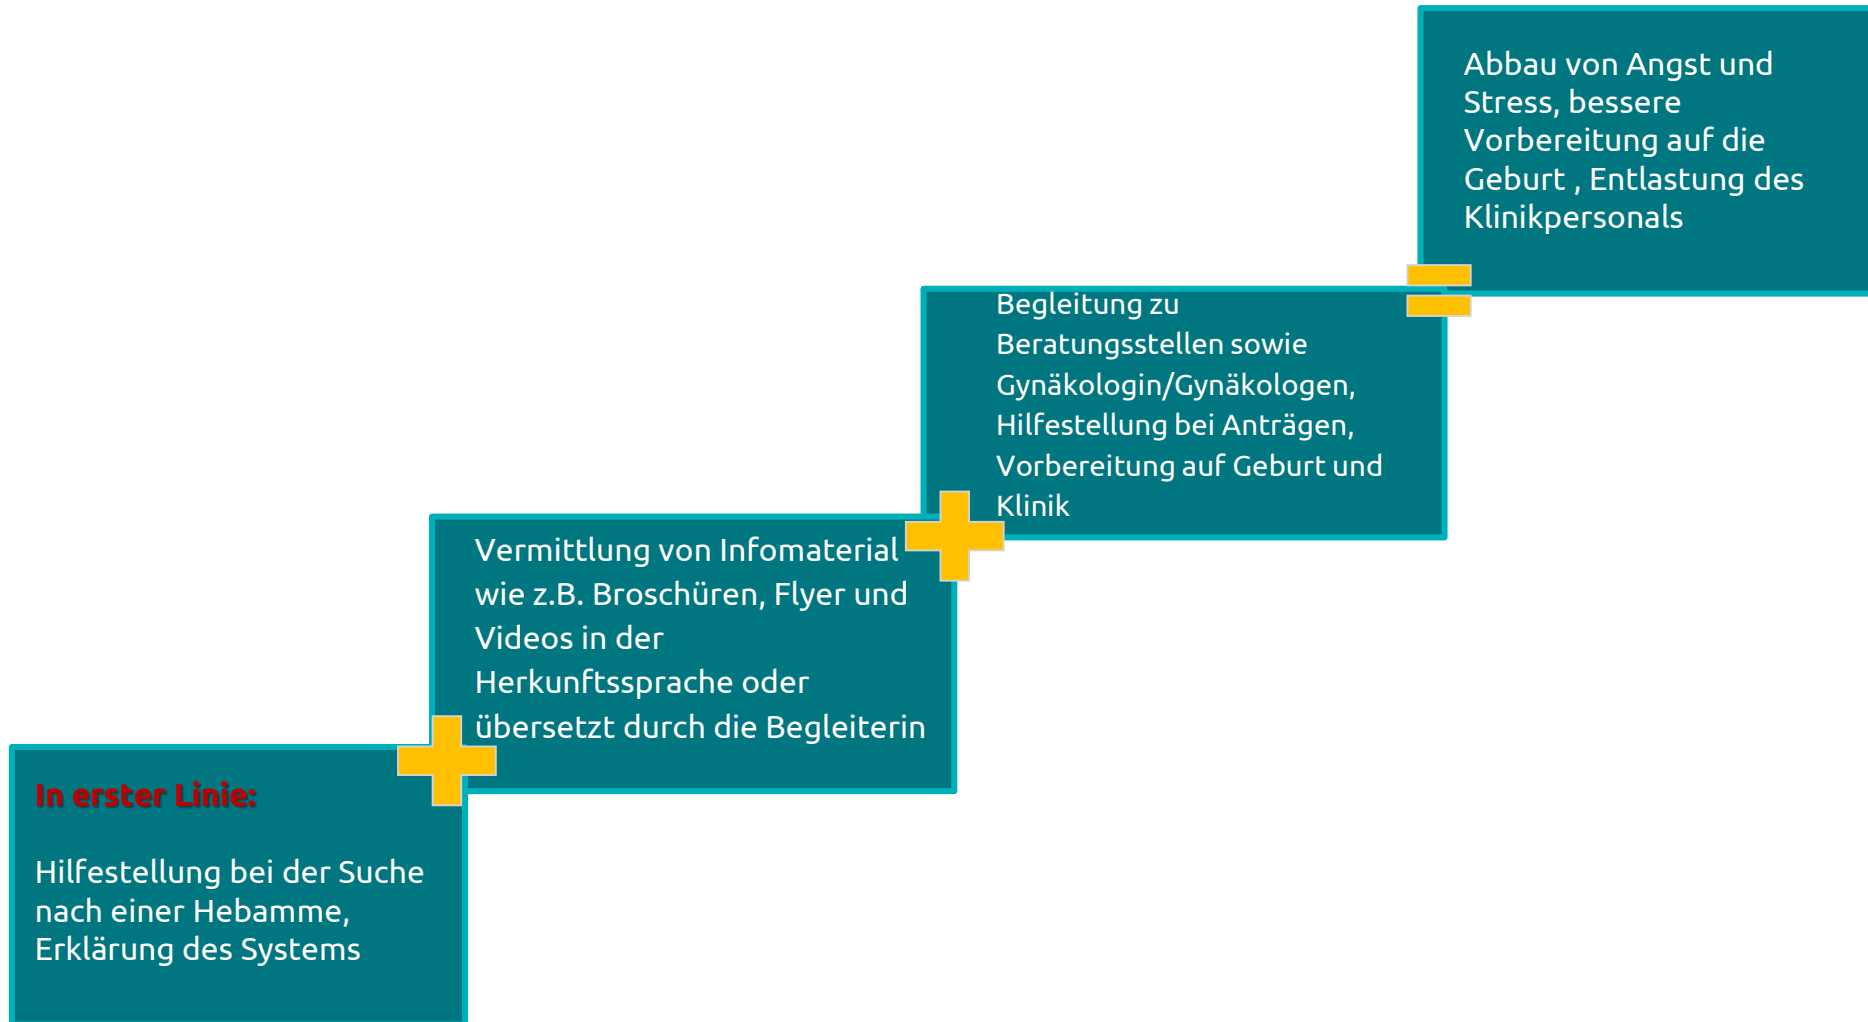 Abbau von Angst und
Stress, bessere
Vorbereitung auf die
Geburt , Entlastung des
Klinikpersonals
Begleitung zu
Beratungsstellen sowie
Gynäkologin/Gynäkologen,
Hilfestellung bei Anträgen,
Vorbereitung auf Geburt und
Klinik
Vermittlung von Infomaterial
wie z.B. Broschüren, Flyer und
Videos in der
Herkunftssprache oder
übersetzt durch die Begleiterin
In erster Linie:
Hilfestellung bei der Suche
nach einer Hebamme,
Erklärung des Systems